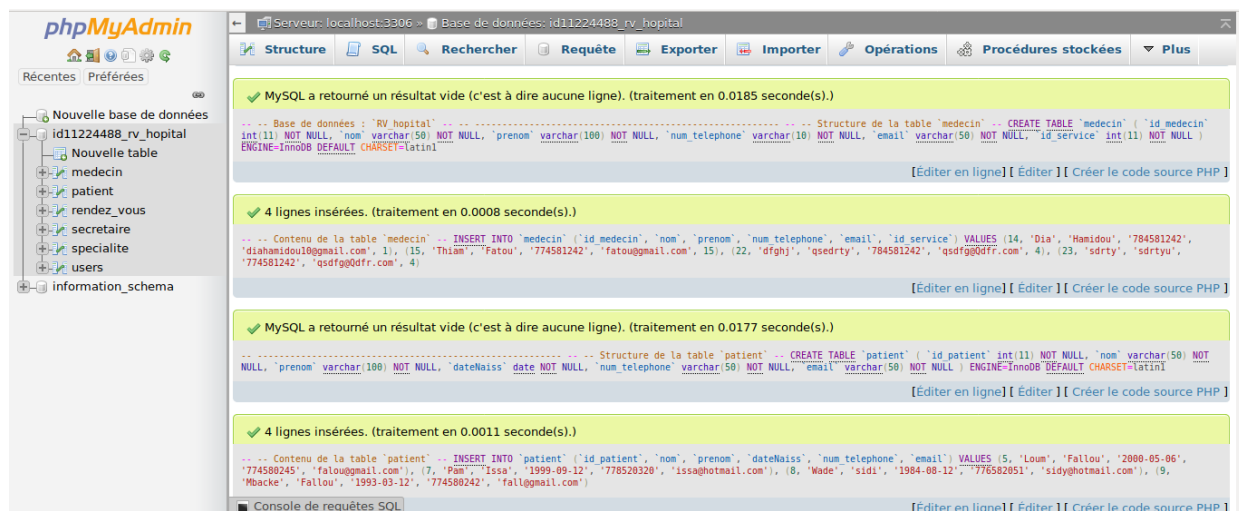 phpMyAdmin
Récentes Préférées
Nouvelle base de données
id11224488_rv_hopital
Nouvelle table
medecin
patient
rendez_vous
secretaire
specialite
users
information_schema
Serveur: localhost:3306 » Base de données: id11224488_rv_hopital
Structure SQL Rechercher Requête Exporter Importer Opérations Procédures stockées Plus
MySQL a retourné un résultat vide (c'est à dire aucune ligne). (traitement en 0.0185 seconde(s).)
-- -- Base de données : `RV_hopital` -- -- -------------------------------------------------------- -- -- Structure de la table `medecin` -- CREATE TABLE `medecin` ( `id_medecin`
int(11) NOT NULL, `nom` varchar(50) NOT NULL, `prenom` varchar(100) NOT NULL, `num_telephone` varchar(10) NOT NULL, `email` varchar(50) NOT NULL, `id_service` int(11) NOT NULL )
ENGINE=InnoDB DEFAULT CHARSET=latin1
[Éditer en ligne] [ Éditer ] [ Créer le code source PHP ]
4 lignes insérées. (traitement en 0.0008 seconde(s).)
-- -- Contenu de la table `medecin` -- INSERT INTO `medecin` (`id_medecin`, `nom`, `prenom`, `num_telephone`, `email`, `id_service`) VALUES (14, 'Dia', 'Hamidou', '784581242',
'diahamidou10@gmail.com', 1), (15, 'Thiam', 'Fatou', '774581242', 'fatou@gmail.com', 15), (22, 'dfghj', 'qsedrty', '784581242', 'qsdfg@Qdfr.com', 4), (23, 'sdrty', 'sdrtyu',
'774581242', 'qsdfg@Qdfr.com', 4)
[Éditer en ligne] [ Éditer ] [ Créer le code source PHP ]
MySQL a retourné un résultat vide (c'est à dire aucune ligne). (traitement en 0.0177 seconde(s).)
-- -------------------------------------------------------- -- -- Structure de la table `patient` -- CREATE TABLE `patient` ( `id_patient` int(11) NOT NULL, `nom` varchar(50) NOT
NULL, `prenom` varchar(100) NOT NULL, `dateNaiss` date NOT NULL, `num_telephone` varchar(50) NOT NULL, `email` varchar(50) NOT NULL ) ENGINE=InnoDB DEFAULT CHARSET=latin1
[Éditer en ligne] [ Éditer ] [ Créer le code source PHP ]
4 lignes insérées. (traitement en 0.0011 seconde(s).)
-- -- Contenu de la table `patient` -- INSERT INTO `patient` (`id_patient`, `nom`, `prenom`, `dateNaiss`, `num_telephone`, `email`) VALUES (5, 'Loum', 'Fallou', '2000-05-06',
'774580245', 'falou@gmail.com'), (7, 'Pam', 'Issa', '1999-09-12', '778520320', 'issa@hotmail.com'), (8, 'Wade', 'sidi', '1984-08-12', '776582051', 'sidy@hotmail.com'), (9,
'Mbacke', 'Fallou', '1993-03-12', '774580242', 'fall@gmail.com')
Console de requêtes SQL
[Éditer en ligne] [ Éditer ] [ Créer le code source PHP ]